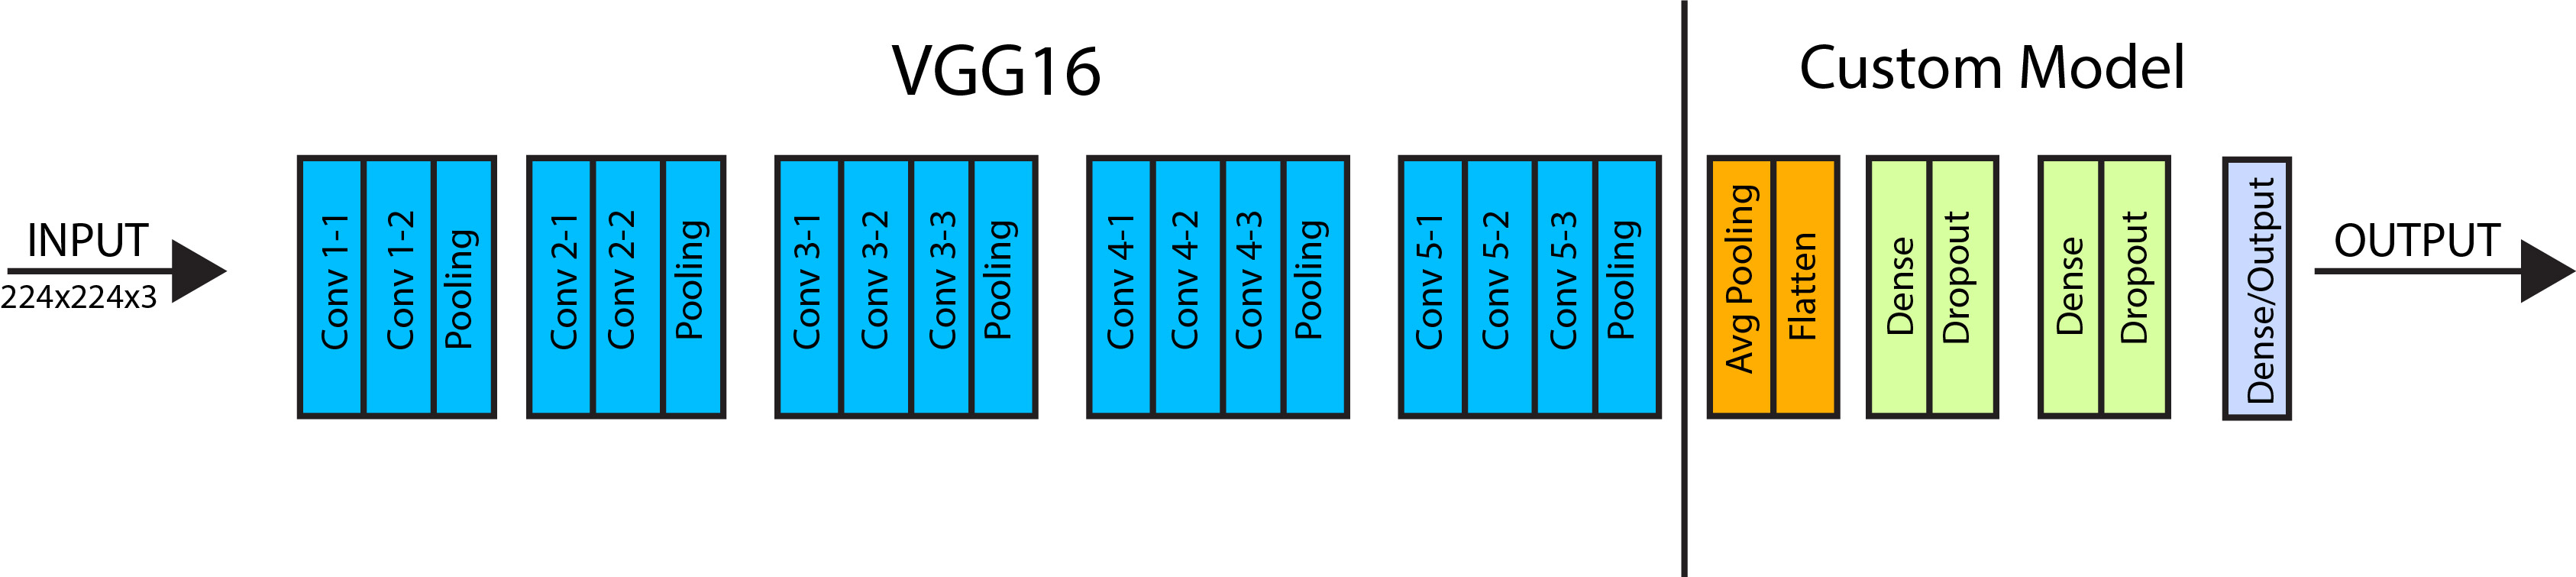 VGG16
Custom Model
INPUT
224x224x3
Conv 1-1
Conv 1-2
Pooling
Conv 2-1
Conv 2-2
Pooling
Conv 3-1
Conv 3-2
Conv 3-3
Pooling
Conv 4-1
Conv 4-2
Conv 4-3
Pooling
Conv 5-1
Conv 5-2
Conv 5-3
Pooling
Avg Pooling
Flatten
Dense
Dropout
Dense
Dropout
Dense/Output
OUTPUT